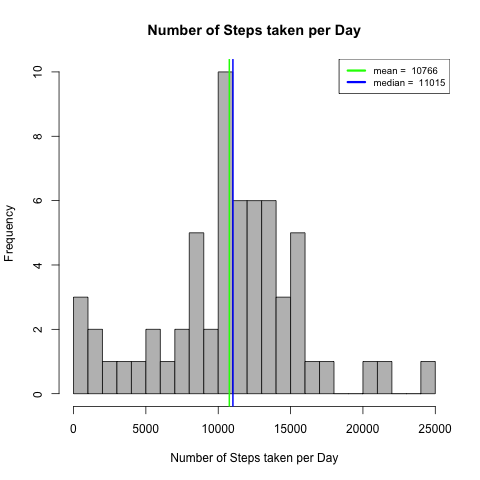 Number of Steps taken per Day
mean =  10766
median =  11015
Frequency
10
8
6
4
2
0
0 5000 10000 15000 20000 25000
Number of Steps taken per Day